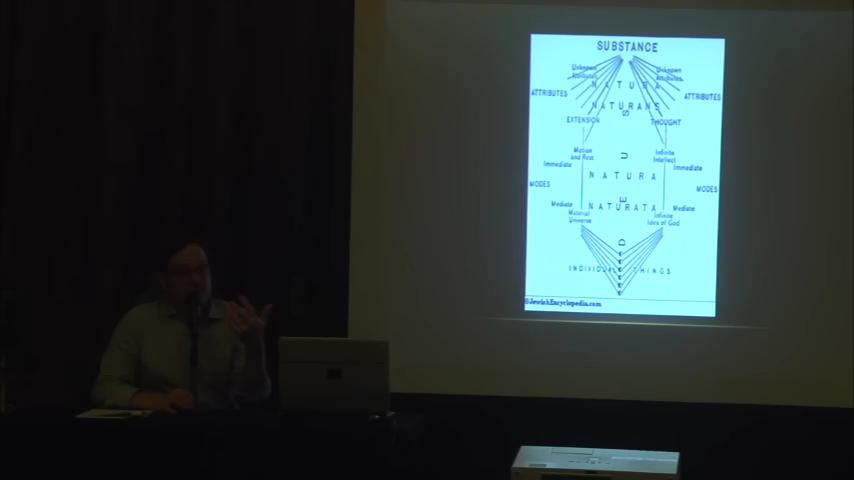 SUBSTANCE
Unknown Attributes
Unknown Attributes
NATURA
ATTRIBUTES
ATTRIBUTES
NATURANS
S
EXTENSION
THOUGHT
Motion and Rest
U
Infinite Intellect
Immediate
Immediate
NATURA
MODES
MODES
E
Mediate
NATURATA
Mediate
Material Universe
Infinite Idea of God
D
INDIVIDUAL THINGS
©JewishEncyclopedia.com